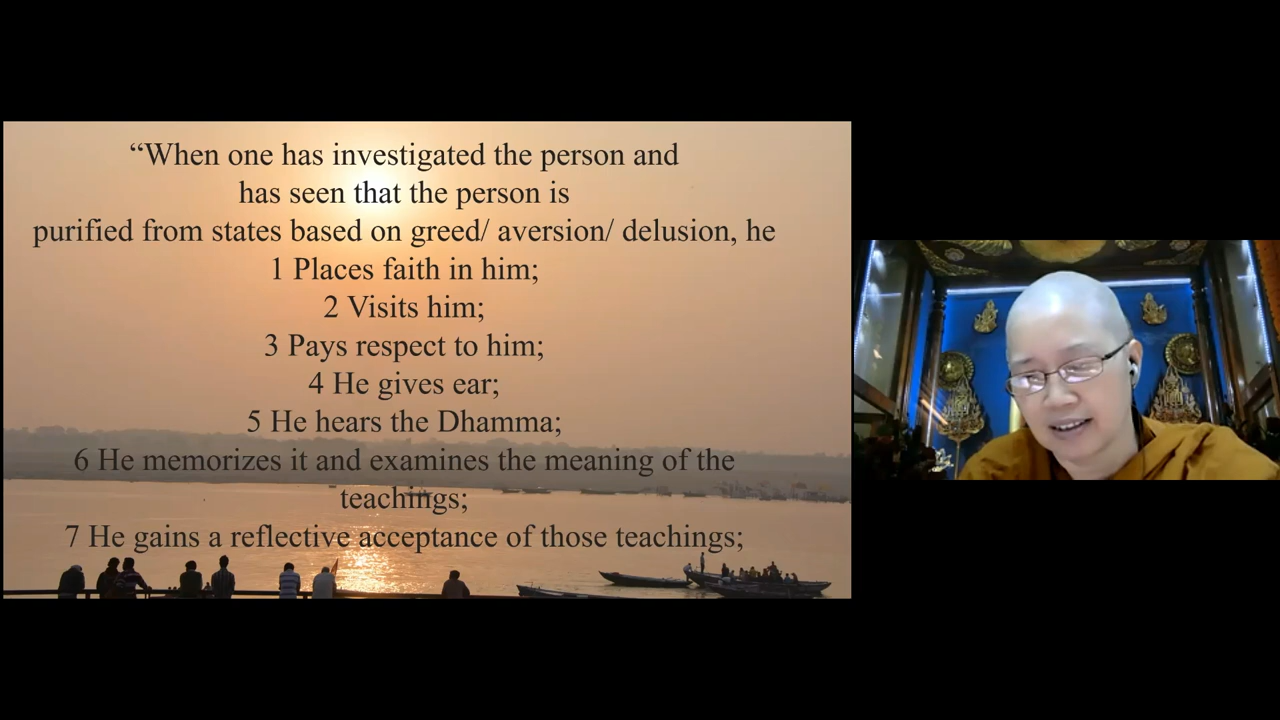 “When one has investigated the person and
has seen that the person is
purified from states based on greed/ aversion/ delusion, he
1 Places faith in him;
2 Visits him;
3 Pays respect to him;
4 He gives ear;
5 He hears the Dhamma;
6 He memorizes it and examines the meaning of the
teachings;
7 He gains a reflective acceptance of those teachings;